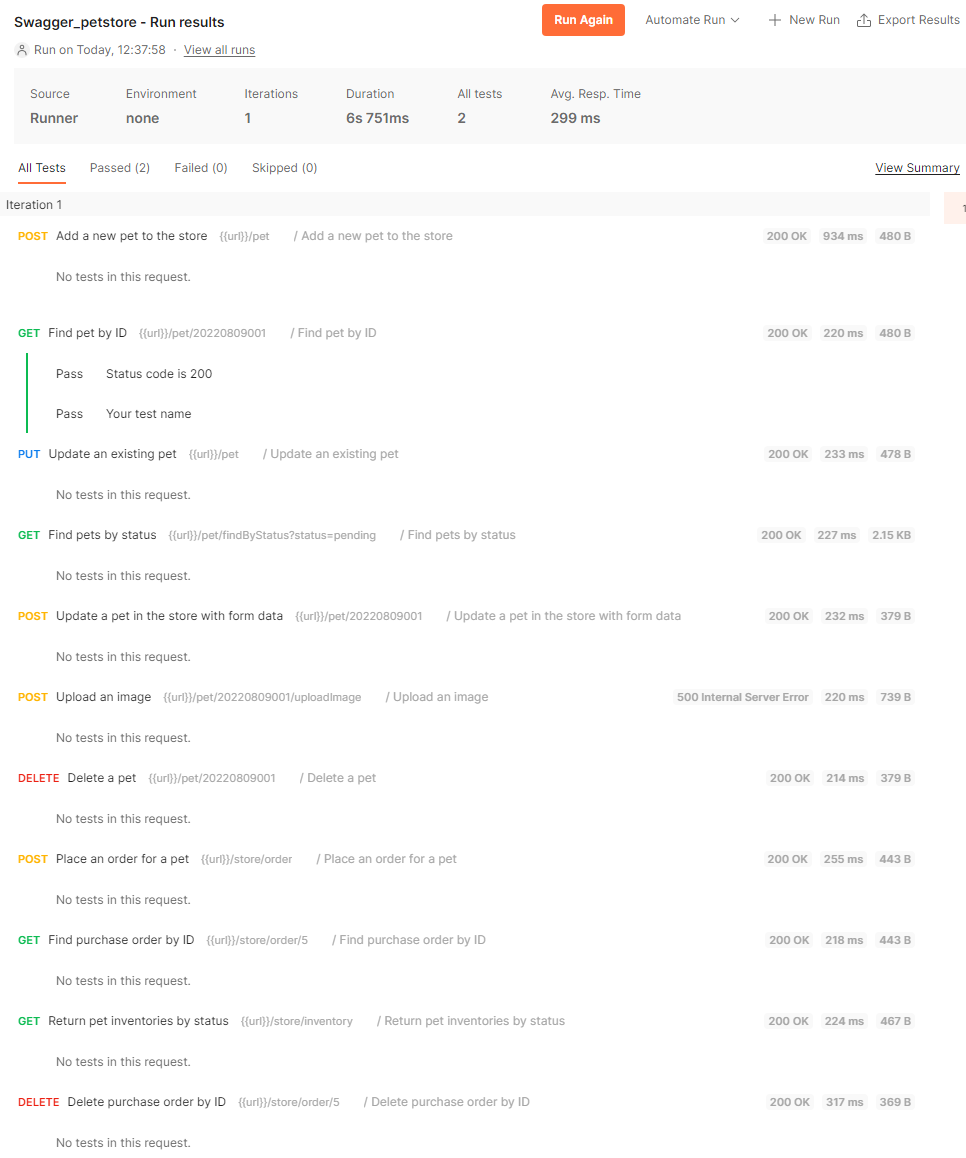 Swagger_petstore - Run results
Run Again
Automate Run
New Run
Export Results
Run on Today, 12:37:58 · View all runs
Source Environment Iterations Duration All tests Avg. Resp. Time
Runner none 1 6s 751ms 2 299 ms
All Tests Passed (2) Failed (0) Skipped (0) View Summary
Iteration 1
1
POST Add a new pet to the store {{url}}/pet / Add a new pet to the store 200 OK 934 ms 480 B
No tests in this request.
GET Find pet by ID {{url}}/pet/20220809001 / Find pet by ID 200 OK 220 ms 480 B
Pass Status code is 200
Pass Your test name
PUT Update an existing pet {{url}}/pet / Update an existing pet 200 OK 233 ms 478 B
No tests in this request.
GET Find pets by status {{url}}/pet/findByStatus?status=pending / Find pets by status 200 OK 227 ms 2.15 KB
No tests in this request.
POST Update a pet in the store with form data {{url}}/pet/20220809001 / Update a pet in the store with form data 200 OK 232 ms 379 B
No tests in this request.
POST Upload an image {{url}}/pet/20220809001/uploadImage / Upload an image 500 Internal Server Error 220 ms 739 B
No tests in this request.
DELETE Delete a pet {{url}}/pet/20220809001 / Delete a pet 200 OK 214 ms 379 B
No tests in this request.
POST Place an order for a pet {{url}}/store/order / Place an order for a pet 200 OK 255 ms 443 B
No tests in this request.
GET Find purchase order by ID {{url}}/store/order/5 / Find purchase order by ID 200 OK 218 ms 443 B
No tests in this request.
GET Return pet inventories by status {{url}}/store/inventory / Return pet inventories by status 200 OK 224 ms 467 B
No tests in this request.
DELETE Delete purchase order by ID {{url}}/store/order/5 / Delete purchase order by ID 200 OK 317 ms 369 B
No tests in this request.